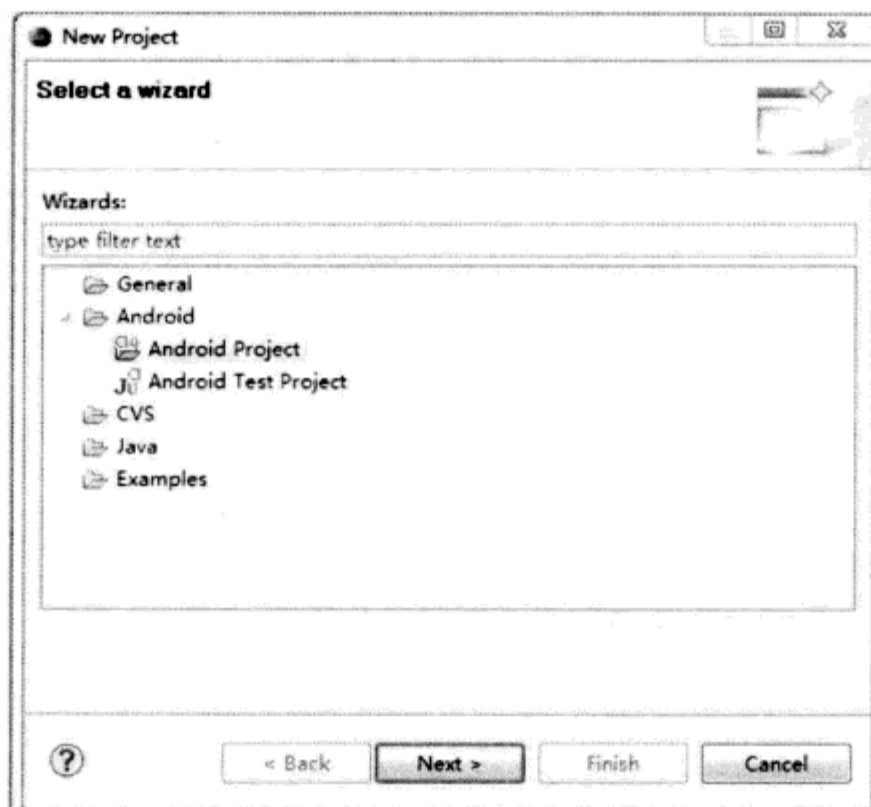 New Project
Select a wizard
Wizards:
type filter text
General
Android
Android Project
Android Test Project
CVS
Java
Examples
? < Back Next > Finish Cancel